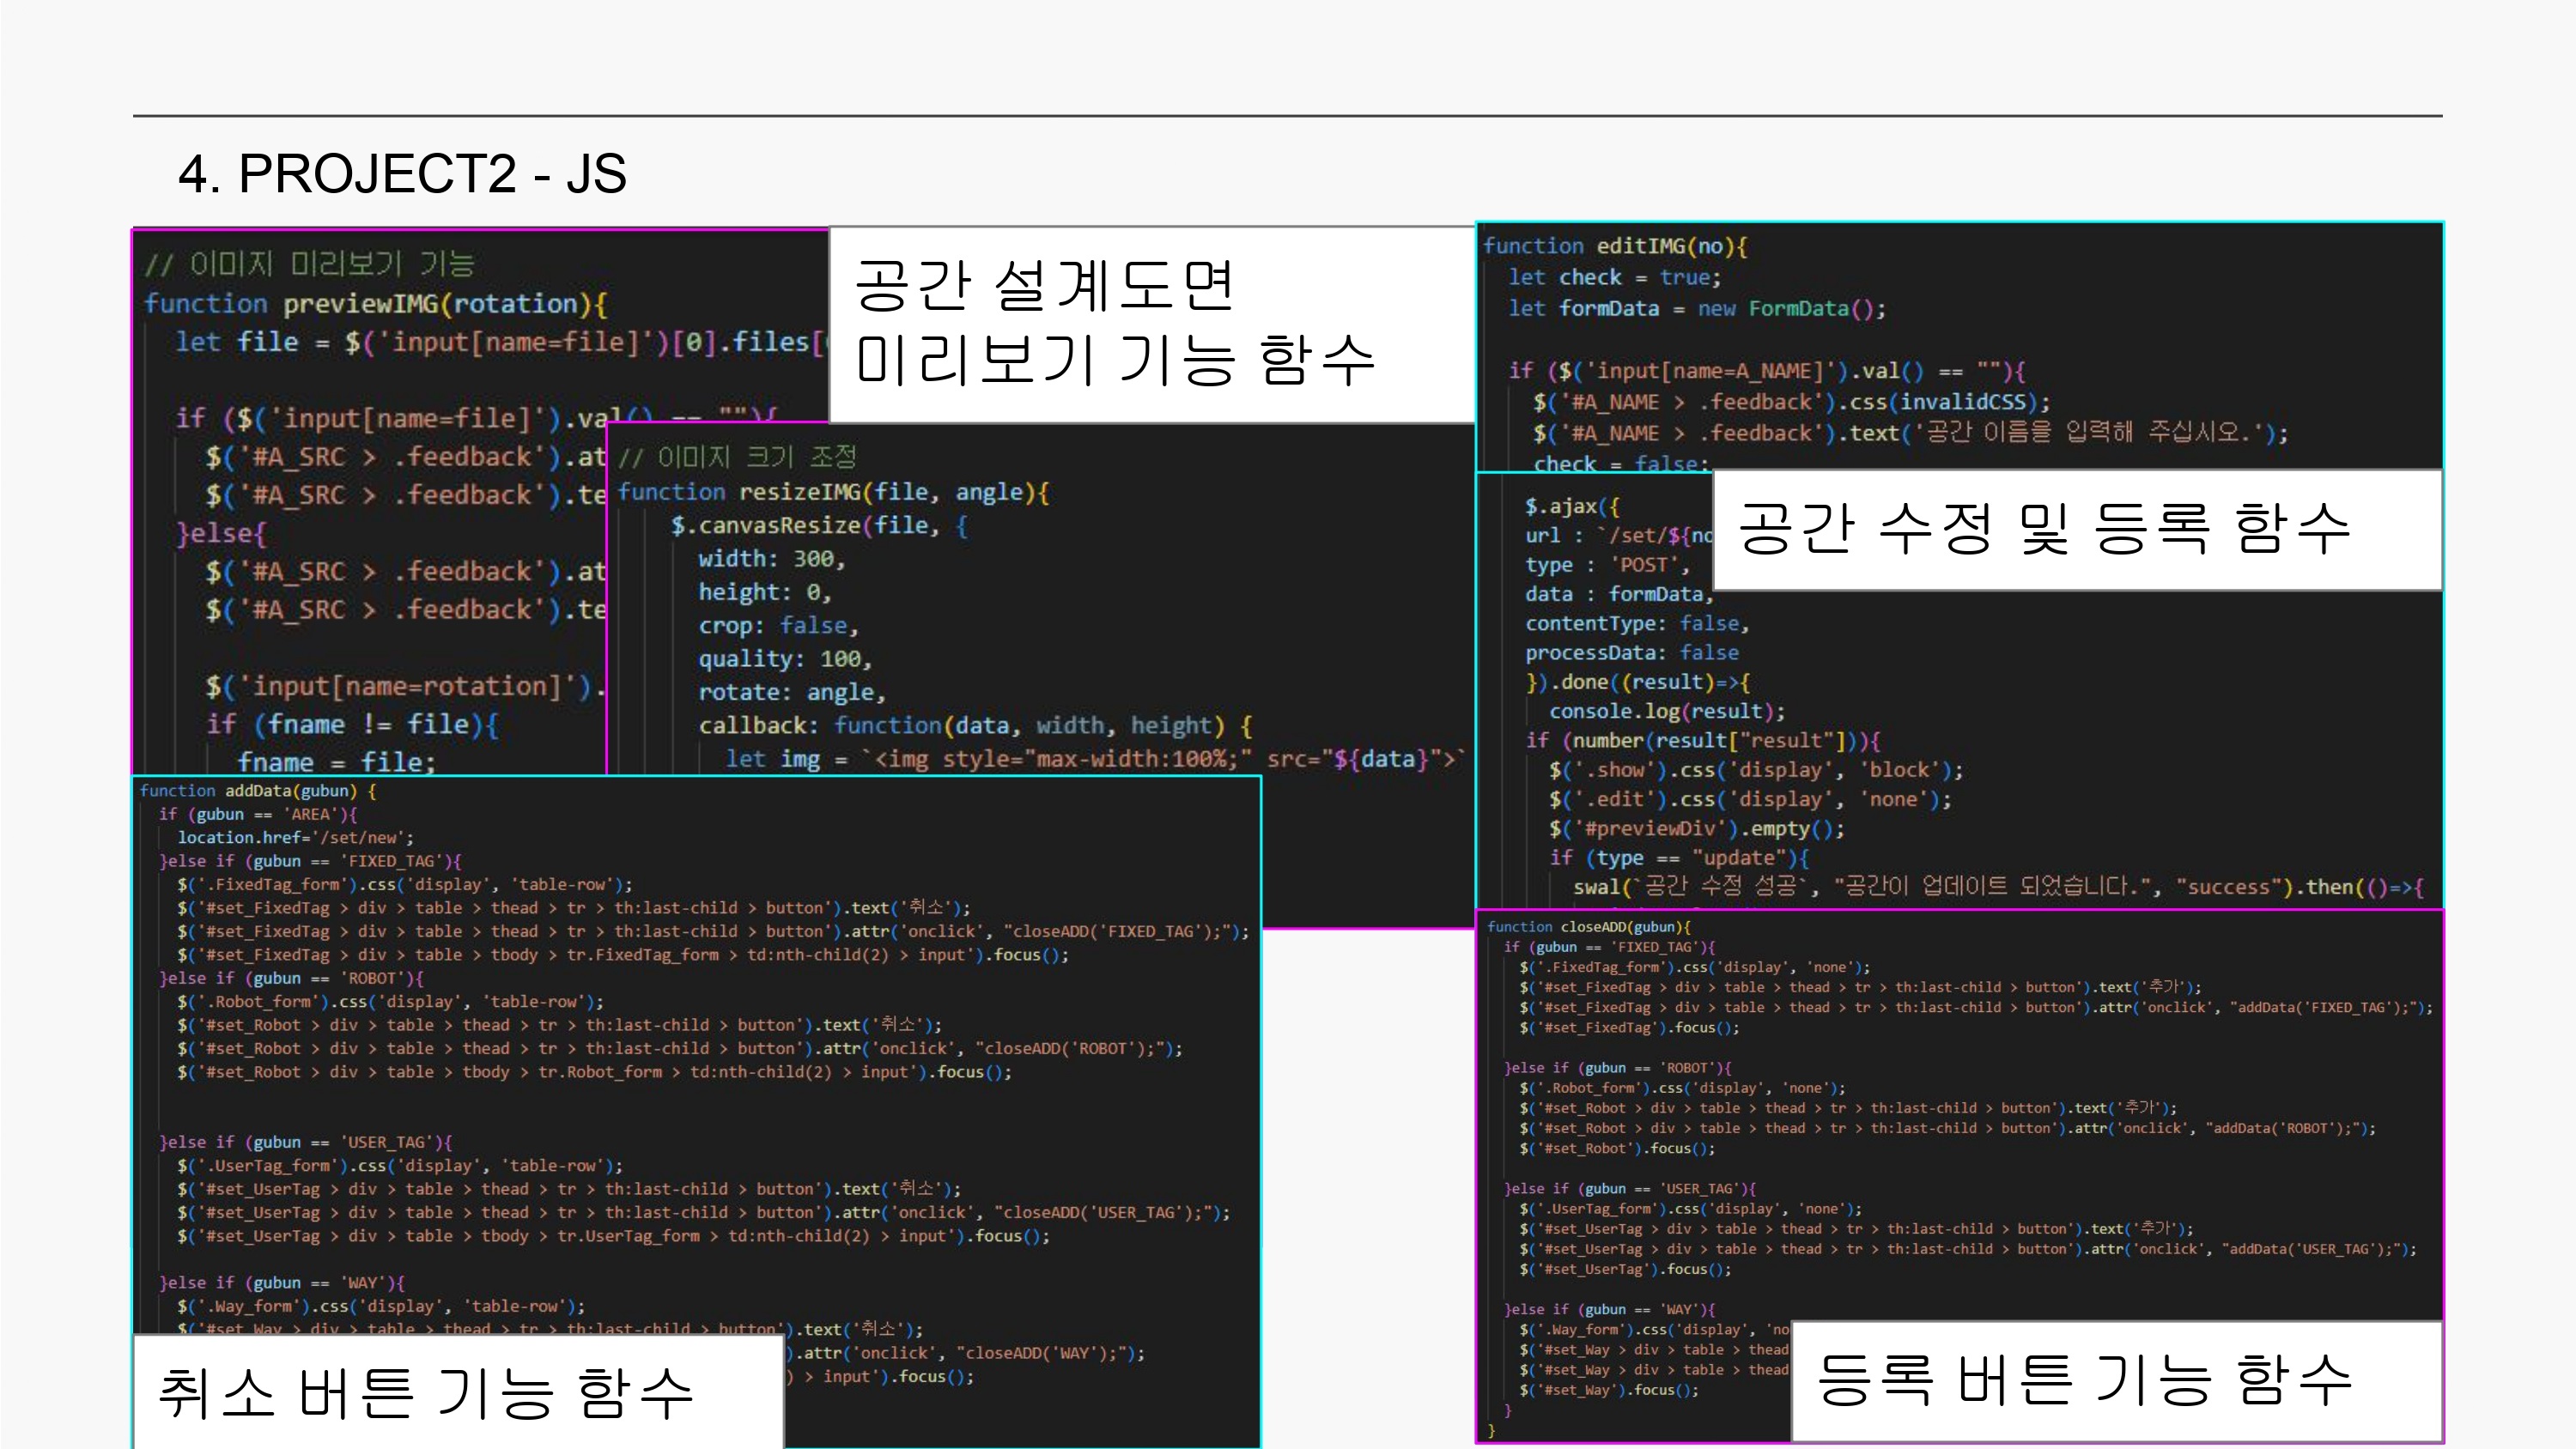 4. PROJECT2 - JS
// 이미지 미리보기 기능
function previewIMG(rotation){
let file = $('input[name=file]')[0].files[
if ($('input[name=file]').val() == ""){
$('#A_SRC > .feedback').at
$('#A_SRC > .feedback').te
}else{
$('#A_SRC > .feedback').at
$('#A_SRC > .feedback').te
$('input[name=rotation]').
if (fname != file){
fname = file;
공간 설계도면
미리보기 기능 함수
// 이미지 크기 조정
function resizeIMG(file, angle){
$.canvasResize(file, {
width: 300,
height: 0,
crop: false,
quality: 100,
rotate: angle,
callback: function(data, width, height) {
let img = `<img style="max-width:100%;" src="${data}">`
function editIMG(no){
let check = true;
let formData = new FormData();
if ($('input[name=A_NAME]').val() == ""){
$('#A_NAME > .feedback').css(invalidCSS);
$('#A_NAME > .feedback').text('공간 이름을 입력해 주십시오.');
check = false;
공간 수정 및 등록 함수
$.ajax({
url : `/set/${no
type : 'POST',
data : formData,
contentType: false,
processData: false
}).done((result)=>{
console.log(result);
if (number(result["result"])){
$('.show').css('display', 'block');
$('.edit').css('display', 'none');
$('#previewDiv').empty();
if (type == "update"){
swal(`공간 수정 성공`, "공간이 업데이트 되었습니다.", "success").then(()=>{
function addData(gubun) {
if (gubun == 'AREA'){
location.href='/set/new';
}else if (gubun == 'FIXED_TAG'){
$('.FixedTag_form').css('display', 'table-row');
$('#set_FixedTag > div > table > thead > tr > th:last-child > button').text('취소');
$('#set_FixedTag > div > table > thead > tr > th:last-child > button').attr('onclick', "closeADD('FIXED_TAG');");
$('#set_FixedTag > div > table > tbody > tr.FixedTag_form > td:nth-child(2) > input').focus();
}else if (gubun == 'ROBOT'){
$('.Robot_form').css('display', 'table-row');
$('#set_Robot > div > table > thead > tr > th:last-child > button').text('취소');
$('#set_Robot > div > table > thead > tr > th:last-child > button').attr('onclick', "closeADD('ROBOT');");
$('#set_Robot > div > table > tbody > tr.Robot_form > td:nth-child(2) > input').focus();
}else if (gubun == 'USER_TAG'){
$('.UserTag_form').css('display', 'table-row');
$('#set_UserTag > div > table > thead > tr > th:last-child > button').text('취소');
$('#set_UserTag > div > table > thead > tr > th:last-child > button').attr('onclick', "closeADD('USER_TAG');");
$('#set_UserTag > div > table > tbody > tr.UserTag_form > td:nth-child(2) > input').focus();
}else if (gubun == 'WAY'){
$('.Way_form').css('display', 'table-row');
$('#set_Way > div > table > thead > tr > th:last-child > button').text('취소');
).attr('onclick', "closeADD('WAY');");
) > input').focus();
취소 버튼 기능 함수
function closeADD(gubun){
if (gubun == 'FIXED_TAG'){
$('.FixedTag_form').css('display', 'none');
$('#set_FixedTag > div > table > thead > tr > th:last-child > button').text('추가');
$('#set_FixedTag > div > table > thead > tr > th:last-child > button').attr('onclick', "addData('FIXED_TAG');");
$('#set_FixedTag').focus();
}else if (gubun == 'ROBOT'){
$('.Robot_form').css('display', 'none');
$('#set_Robot > div > table > thead > tr > th:last-child > button').text('추가');
$('#set_Robot > div > table > thead > tr > th:last-child > button').attr('onclick', "addData('ROBOT');");
$('#set_Robot').focus();
}else if (gubun == 'USER_TAG'){
$('.UserTag_form').css('display', 'none');
$('#set_UserTag > div > table > thead > tr > th:last-child > button').text('추가');
$('#set_UserTag > div > table > thead > tr > th:last-child > button').attr('onclick', "addData('USER_TAG');");
$('#set_UserTag').focus();
}else if (gubun == 'WAY'){
$('.Way_form').css('display', 'no
$('#set_Way > div > table > thead
$('#set_Way > div > table > thead
$('#set_Way').focus();
}
}
등록 버튼 기능 함수